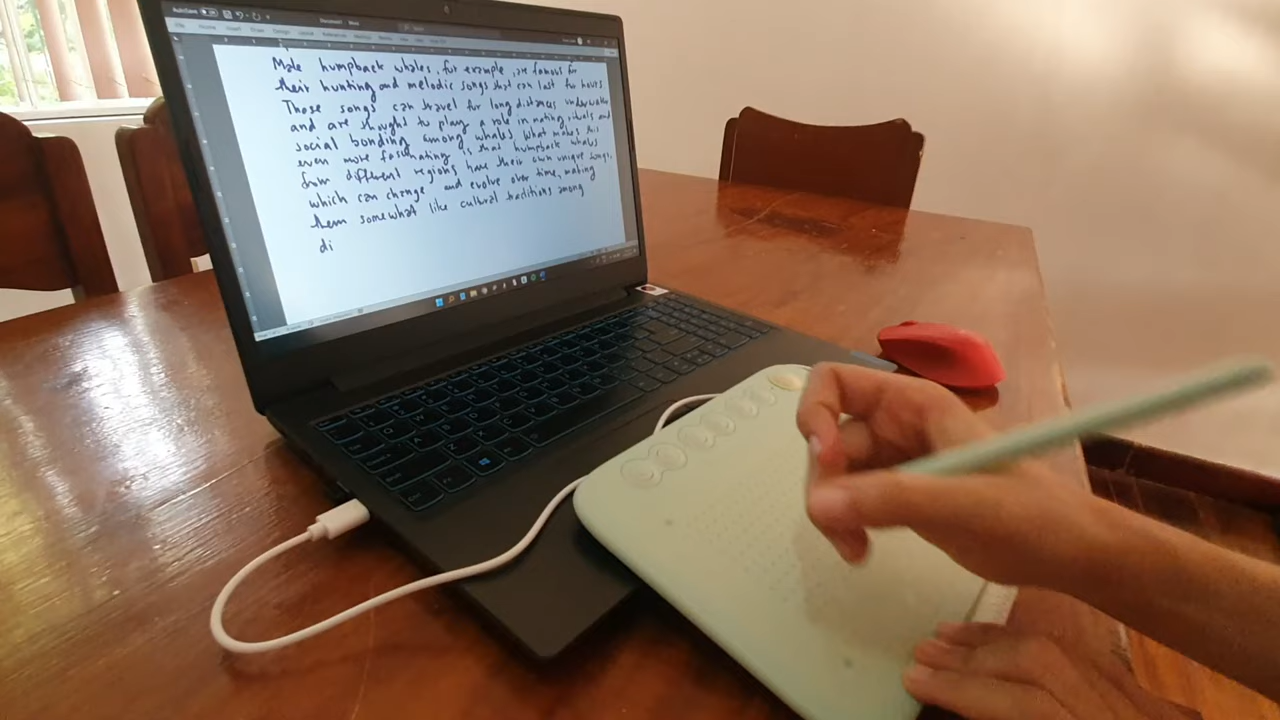 AutoSave
Male humpback whales, for example, are famous for
their hunting and melodic songs that can last for hours
Those songs can travel for long distances underwater
and are thought to play a role in mating rituals and
social bonding among whales. What makes this
even more fascinating is that humpback whales
from different regions have their own unique songs,
which can change and evolve over time, making
them somewhat like cultural traditions among
di